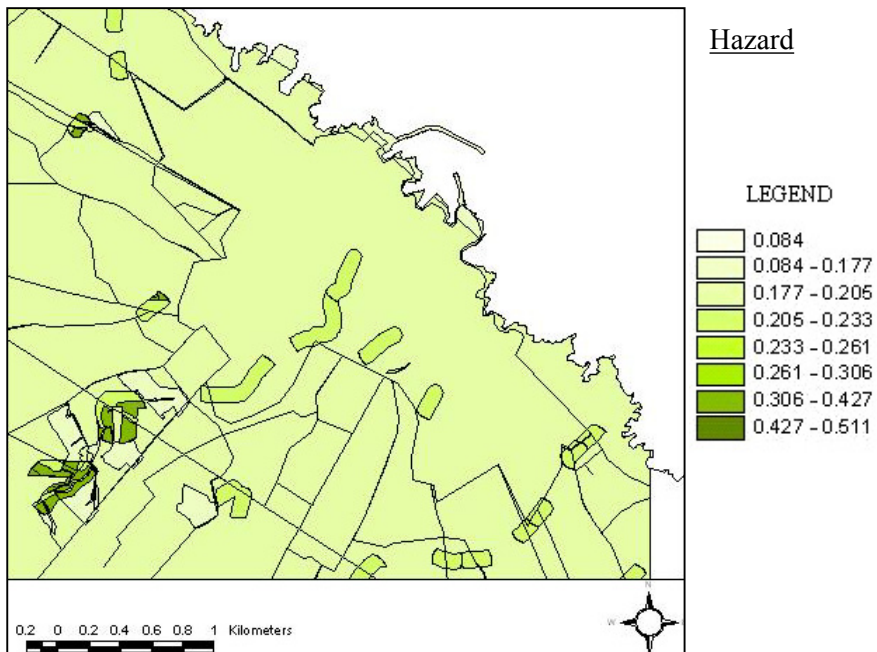 Hazard
LEGEND
0.084
0.084 - 0.177
0.177 - 0.205
0.205 - 0.233
0.233 - 0.261
0.261 - 0.306
0.306 - 0.427
0.427 - 0.511
N
W
0.2 0 0.2 0.4 0.6 0.8 1 Kilometers